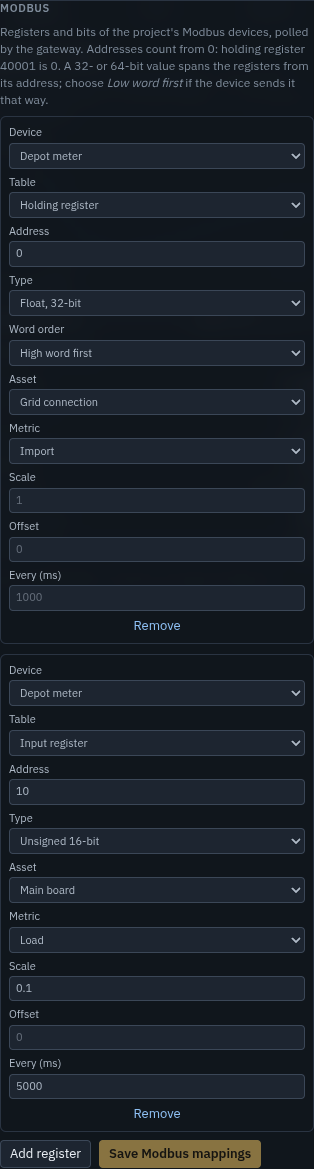 MODBUS
Registers and bits of the project's Modbus devices, polled
by the gateway. Addresses count from 0: holding register
40001 is 0. A 32- or 64-bit value spans the registers from
its address; choose Low word first if the device sends it
that way.
Device
Depot meter
Table
Holding register
Address
0
Type
Float, 32-bit
Word order
High word first
Asset
Grid connection
Metric
Import
Scale
1
Offset
0
Every (ms)
1000
Remove
Device
Depot meter
Table
Input register
Address
10
Type
Unsigned 16-bit
Asset
Main board
Metric
Load
Scale
0.1
Offset
0
Every (ms)
5000
Remove
Add register Save Modbus mappings